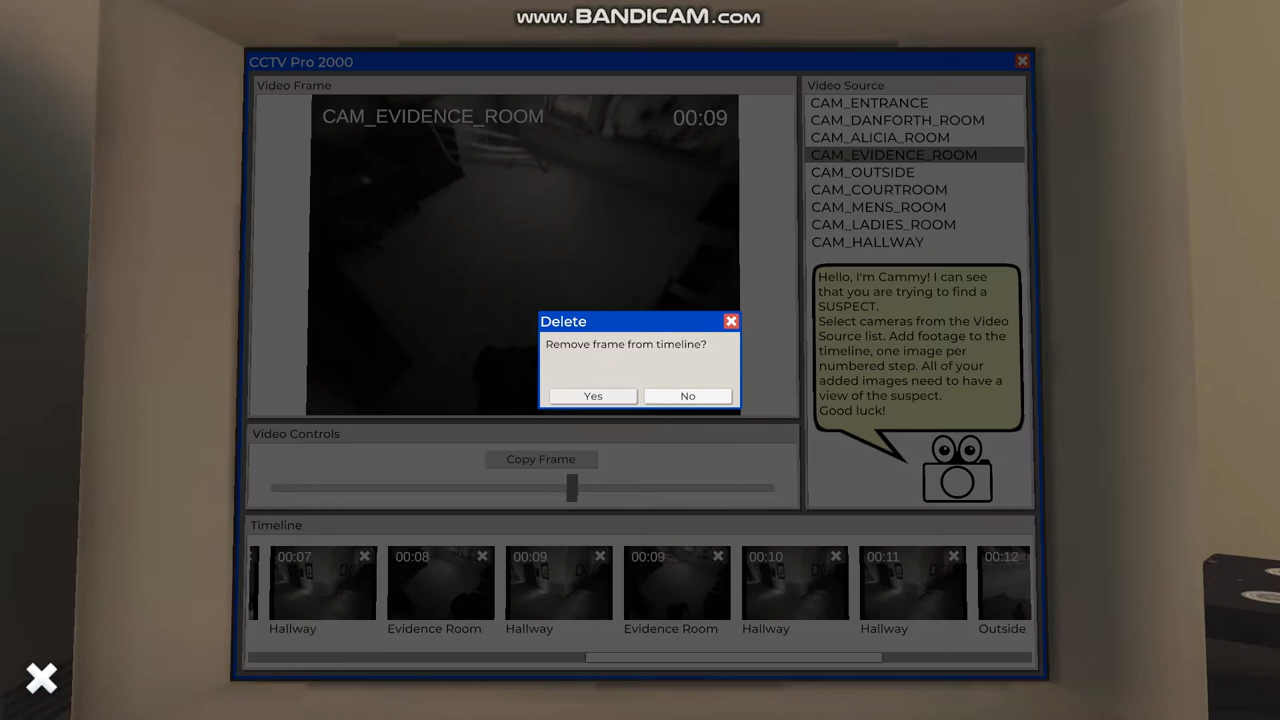 www.BANDICAM.com
CCTV Pro 2000
Video Frame
CAM_EVIDENCE_ROOM
00:09
Video Source
CAM_ENTRANCE
CAM_DANFORTH_ROOM
CAM_ALICIA_ROOM
CAM_EVIDENCE_ROOM
CAM_OUTSIDE
CAM_COURTROOM
CAM_MENS_ROOM
CAM_LADIES_ROOM
CAM_HALLWAY
Hello, I'm Cammy! I can see
that you are trying to find a
SUSPECT.
Select cameras from the Video
Source list. Add footage to the
timeline, one image per
numbered step. All of your
added images need to have a
view of the suspect.
Good luck!
Delete
Remove frame from timeline?
Yes
No
Video Controls
Copy Frame
Timeline
00:07
00:08
00:09
00:09
00:10
00:11
00:12
Hallway
Evidence Room
Hallway
Evidence Room
Hallway
Hallway
Outside